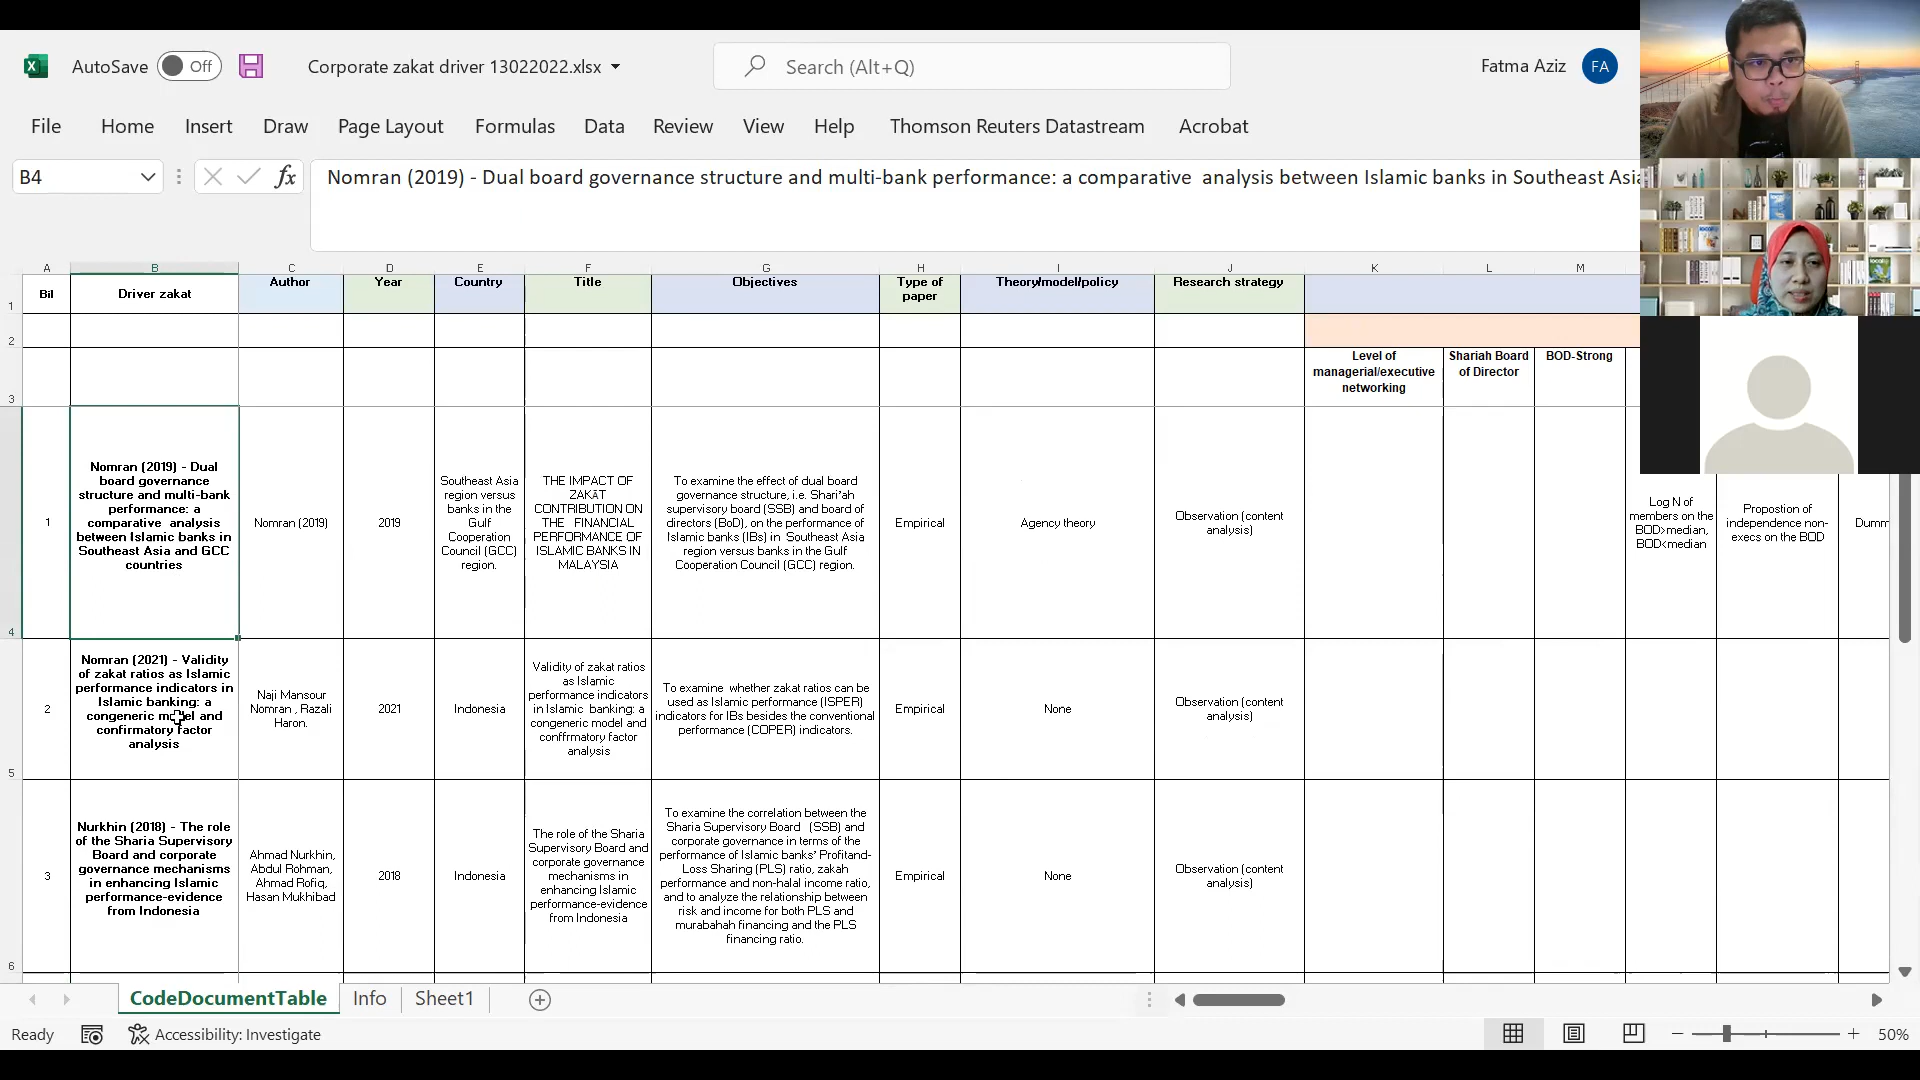 AutoSave Off Corporate zakat driver 13022022.xlsx Search (Alt+Q) Fatma Aziz FA
File Home Insert Draw Page Layout Formulas Data Review View Help Thomson Reuters Datastream Acrobat
B4 fx Nomran (2019) - Dual board governance structure and multi-bank performance: a comparative  analysis between Islamic banks in Southeast Asia
A B C D E F G H I J K L M
1
Bil
Driver zakat
Author
Year
Country
Title
Objectives
Type of
paper
Theory/model/policy
Research strategy
2
3
Level of
managerial/executive
networking
Shariah Board
of Director
BOD-Strong
4
1
Nomran (2019) - Dual
board governance
structure and multi-bank
performance: a
comparative  analysis
between Islamic banks in
Southeast Asia and GCC
countries
Nomran (2019)
2019
Southeast Asia
region versus
banks in the
Gulf
Cooperation
Council (GCC)
region.
THE IMPACT OF
ZAKĀT
CONTRIBUTION ON
THE  FINANCIAL
PERFORMANCE OF
ISLAMIC BANKS IN
MALAYSIA
To examine the effect of dual board
governance structure, i.e. Shari'ah
supervisory board (SSB) and board of
directors (BoD), on the performance of
Islamic banks (IBs) in  Southeast Asia
region versus banks in the Gulf
Cooperation Council (GCC) region.
Empirical
Agency theory
Observation (content
analysis)
Log N of
members on the
BOD>median,
BOD<median
Propostion of
independence non-
execs on the BOD
Dumm
5
2
Nomran (2021) - Validity
of zakat ratios as Islamic
performance indicators in
Islamic banking: a
congeneric model and
confirmatory factor
analysis
Naji Mansour
Nomran , Razali
Haron.
2021
Indonesia
Validity of zakat ratios
as Islamic
performance indicators
in Islamic  banking: a
congeneric model and
conffrmatory factor
analysis
To examine  whether zakat ratios can be
used as Islamic performance (ISPER)
indicators for IBs besides the conventional
performance (COPER) indicators.
Empirical
None
Observation (content
analysis)
6
3
Nurkhin (2018) - The role
of the Sharia Supervisory
Board and corporate
governance mechanisms
in enhancing Islamic
performance-evidence
from Indonesia
Ahmad Nurkhin,
Abdul Rohman,
Ahmad Rofiq,
Hasan Mukhibad
2018
Indonesia
The role of the Sharia
Supervisory Board and
corporate governance
mechanisms in
enhancing Islamic
performance-evidence
from Indonesia
To examine the correlation between the
Sharia Supervisory Board  (SSB) and
corporate governance in terms of the
performance of Islamic banks' Profitand-
Loss Sharing (PLS) ratio, zakah
performance and non-halal income ratio,
and to analyze the relationship between
risk and income for both PLS and
murabahah financing and the PLS
financing ratio.
Empirical
None
Observation (content
analysis)
CodeDocumentTable Info Sheet1
Ready Accessibility: Investigate 50%